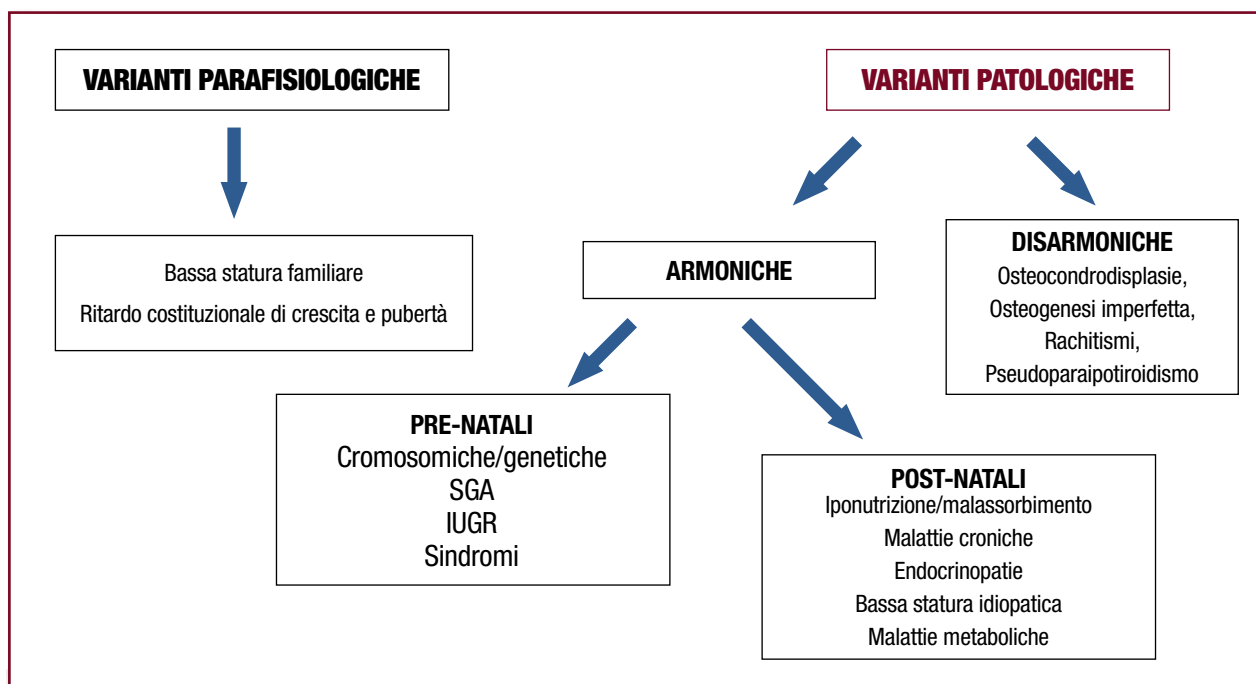 VARIANTI PARAFISIOLOGICHE
Bassa statura familiare
Ritardo costituzionale di crescita e pubertà
VARIANTI PATOLOGICHE
ARMONICHE
PRE-NATALI
Cromosomiche/genetiche
SGA
IUGR
Sindromi
POST-NATALI
Iponutrizione/malassorbimento
Malattie croniche
Endocrinopatie
Bassa statura idiopatica
Malattie metaboliche
DISARMONICHE
Osteocondrodisplasie,
Osteogenesi imperfetta,
Rachitismi,
Pseudoparaipotiroidismo